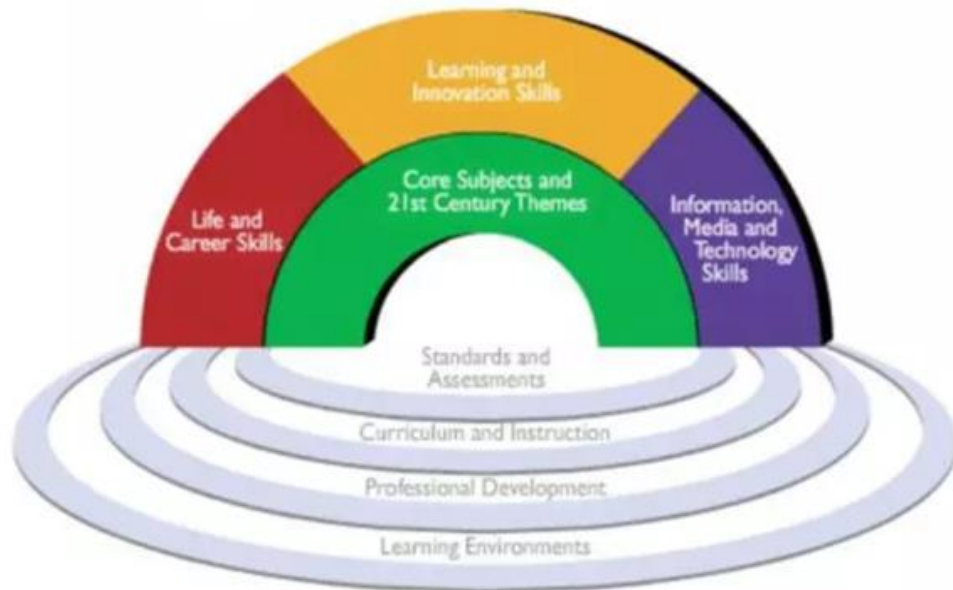 Learning and
Innovation Skills
Core Subjects and
21st Century Themes
Life and
Career Skills
Information,
Media and
Technology
Skills
Standards and
Assessments
Curriculum and Instruction
Professional Development
Learning Environments